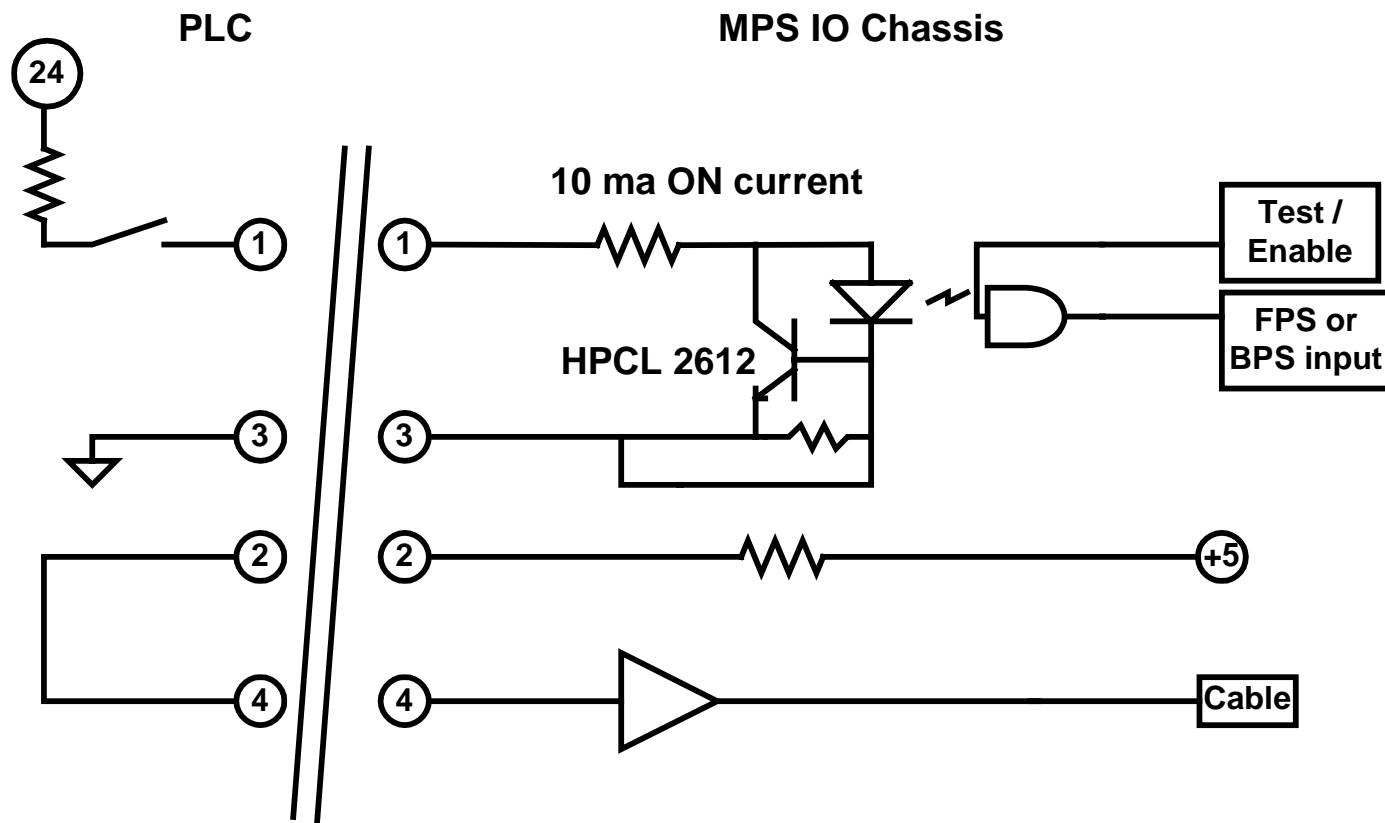 PLC
MPS IO Chassis
24
10 ma ON current
1
1
Test /
Enable
FPS or
BPS input
HPCL 2612
3
3
2
2
+5
4
4
Cable